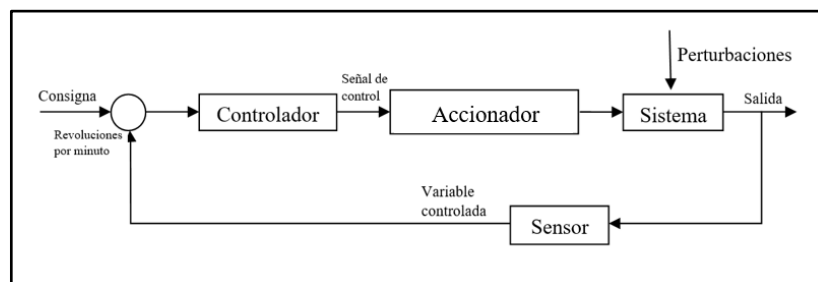 Perturbaciones
Consigna
Señal de
control
Salida
Controlador
Accionador
Sistema
Revoluciones
por minuto
Variable
controlada
Sensor